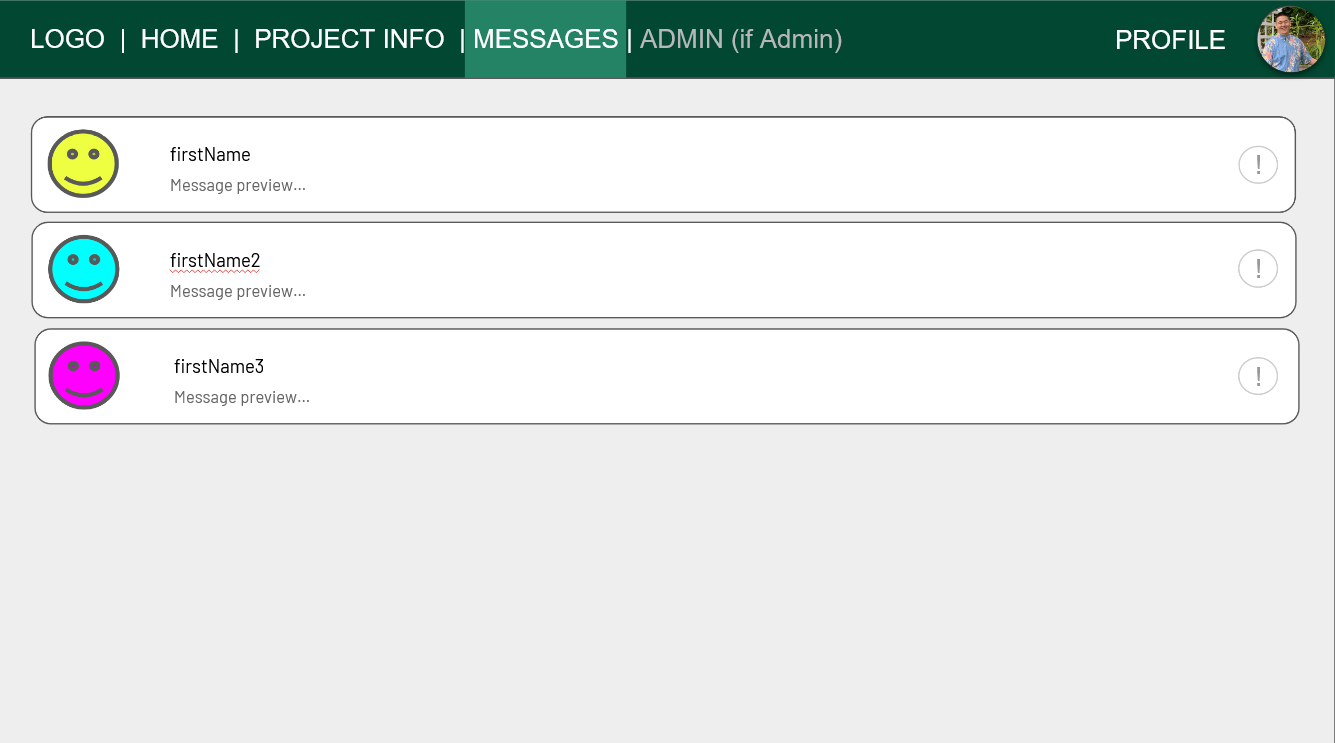 LOGO | HOME | PROJECT INFO | MESSAGES | ADMIN (if Admin) PROFILE
firstName
Message preview...
!
firstName2
Message preview...
!
firstName3
Message preview...
!